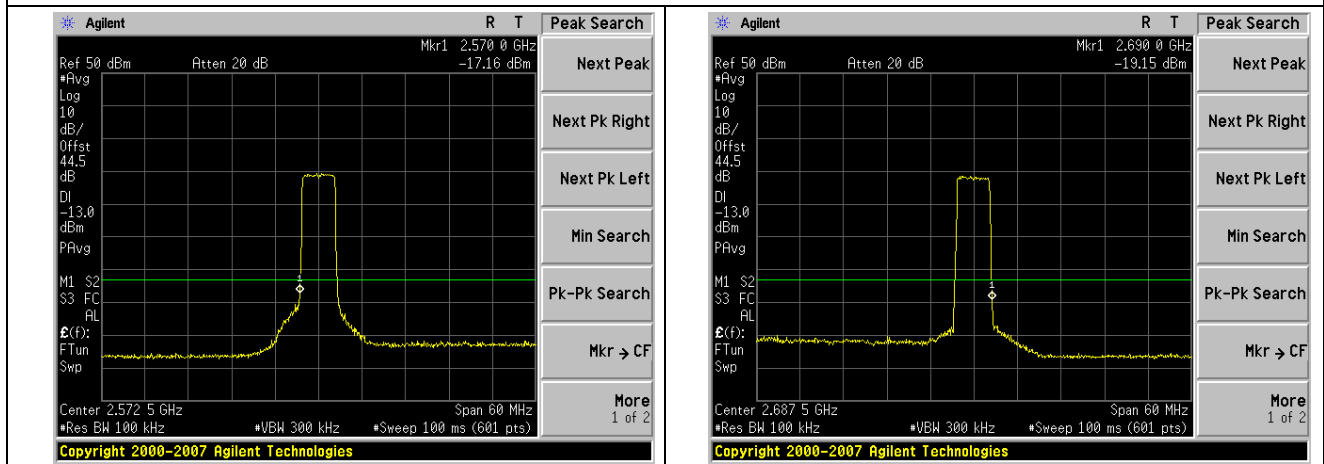 Agilent R T Peak Search
Mkr1 2.570 0 GHz
Ref 50 dBm Atten 20 dB -17.16 dBm
#Avg
Log
10
dB/
Offst
44.5
dB
DI
-13.0
dBm
PAvg
M1 S2
S3 FC
AL
£(f):
FTun
Swp
1
Center 2.572 5 GHz Span 60 MHz
#Res BW 100 kHz #VBW 300 kHz #Sweep 100 ms (601 pts)
Copyright 2000-2007 Agilent Technologies
Next Peak
Next Pk Right
Next Pk Left
Min Search
Pk-Pk Search
Mkr → CF
More
1 of 2
Agilent R T Peak Search
Mkr1 2.690 0 GHz
Ref 50 dBm Atten 20 dB -19.15 dBm
#Avg
Log
10
dB/
Offst
44.5
dB
DI
-13.0
dBm
PAvg
M1 S2
S3 FC
AL
£(f):
FTun
Swp
1
Center 2.687 5 GHz Span 60 MHz
#Res BW 100 kHz #VBW 300 kHz #Sweep 100 ms (601 pts)
Copyright 2000-2007 Agilent Technologies
Next Peak
Next Pk Right
Next Pk Left
Min Search
Pk-Pk Search
Mkr → CF
More
1 of 2